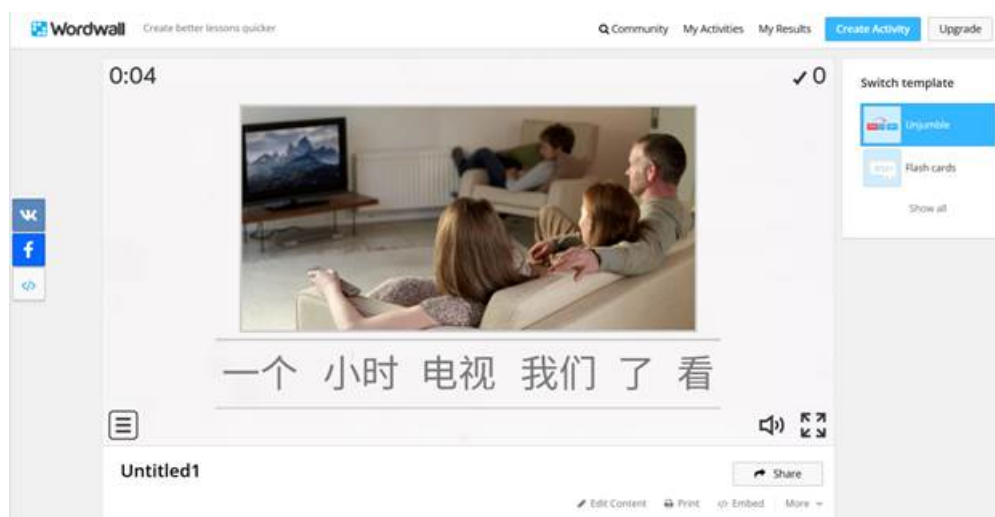 Wordwall Create better lessons quicker Community My Activities My Results Create Activity Upgrade
0:04 ✓ 0
Switch template
Unjumble
Flash cards
Show all
一个 小时 电视 我们 了 看
Untitled1
Share
Edit Content Print Embed More